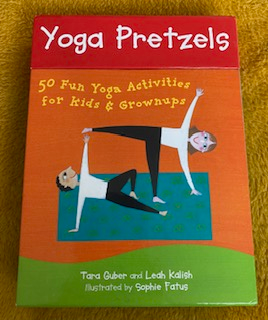 Yoga Pretzels
50 Fun Yoga Activities
for Kids & Grownups
Tara Guber and Leah Kalish
Illustrated by Sophie Fatus